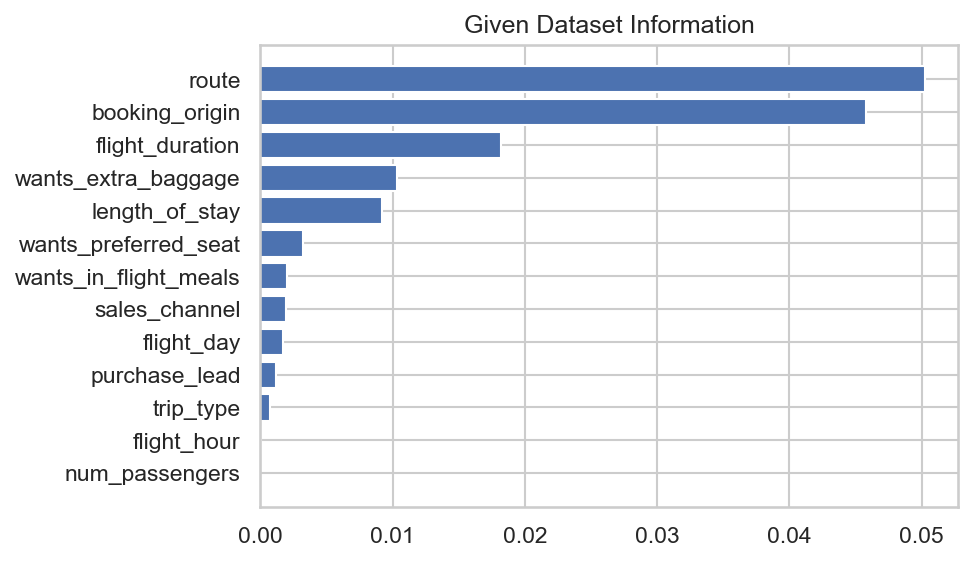 Given Dataset Information
route
booking_origin
flight_duration
wants_extra_baggage
length_of_stay
wants_preferred_seat
wants_in_flight_meals
sales_channel
flight_day
purchase_lead
trip_type
flight_hour
num_passengers
0.00 0.01 0.02 0.03 0.04 0.05